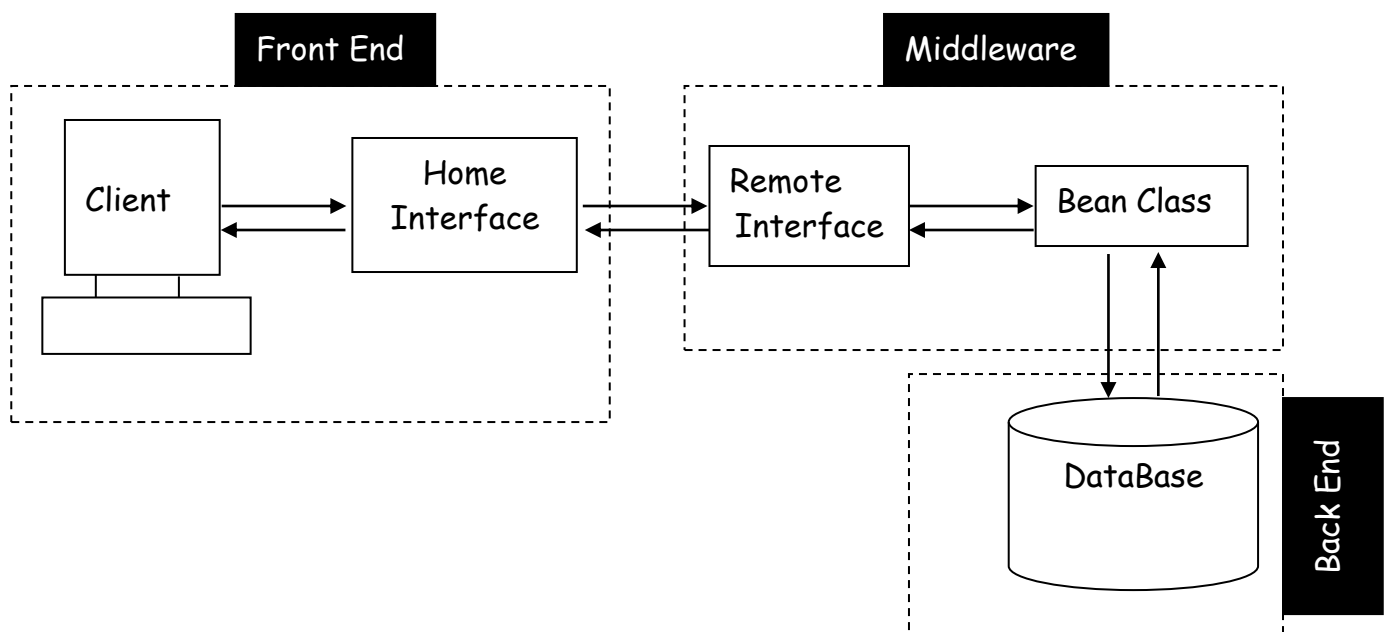 Front End
Middleware
Client
Home
Interface
Remote
Interface
Bean Class
DataBase
Back End